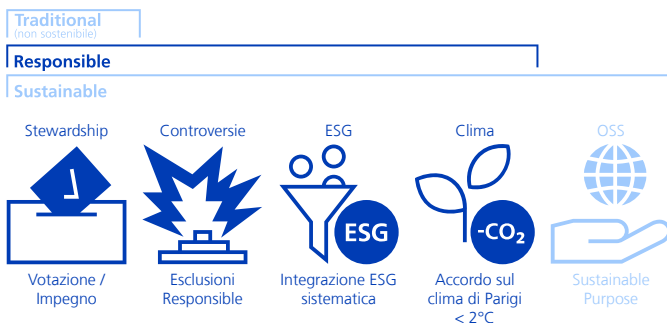 Traditional
(non sostenibile)
Responsible
Sustainable
Stewardship
Controversie
ESG
Clima
OSS
ESG
-CO₂
Votazione /
Impegno
Esclusioni
Responsible
Integrazione ESG
sistematica
Accordo sul
clima di Parigi
< 2°C
Sustainable
Purpose